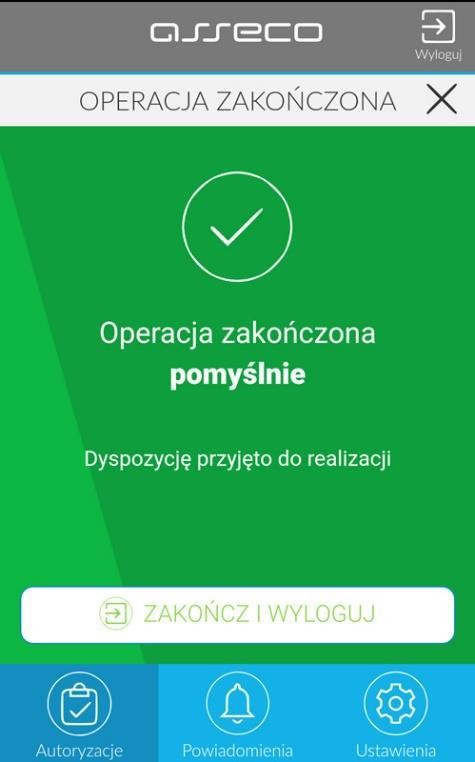 asseco
Wyloguj
OPERACJA ZAKOŃCZONA
Operacja zakończona
pomyślnie
Dyspozycję przyjęto do realizacji
ZAKOŃCZ I WYLOGUJ
Autoryzacje
Powiadomienia
Ustawienia